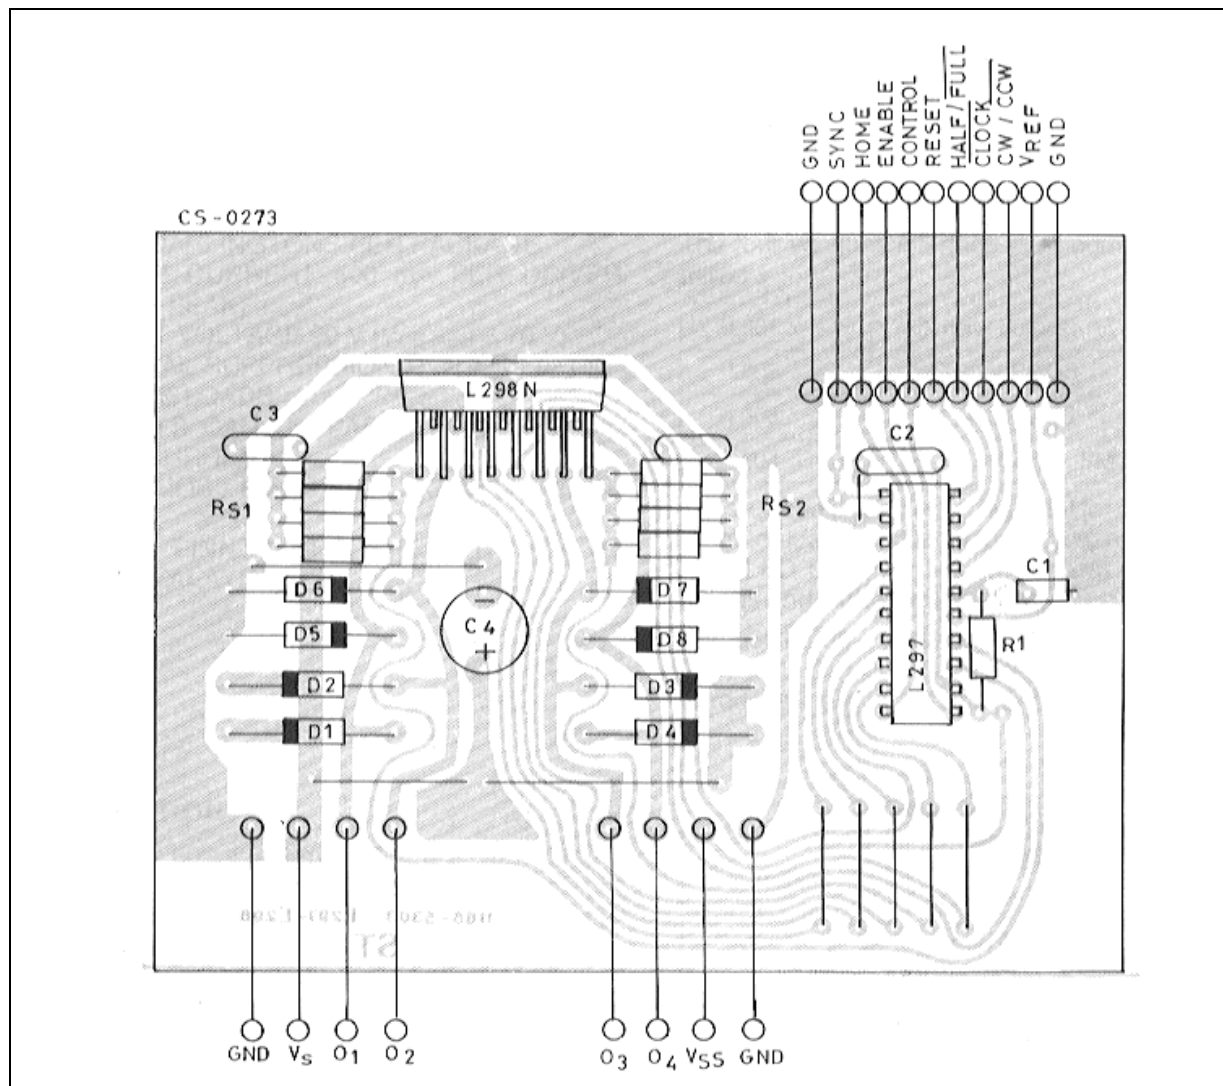 GND
SYNC
HOME
ENABLE
CONTROL
RESET
HALF/FULL
CLOCK
CW / CCW
VREF
GND
CS-0273
L298N
C3
C2
RS1
RS2
C1
D6
D7
C4
D5
D8
R1
L297
D2
D3
D1
D4
ST
GND
VS
O1
O2
O3
O4
VSS
GND